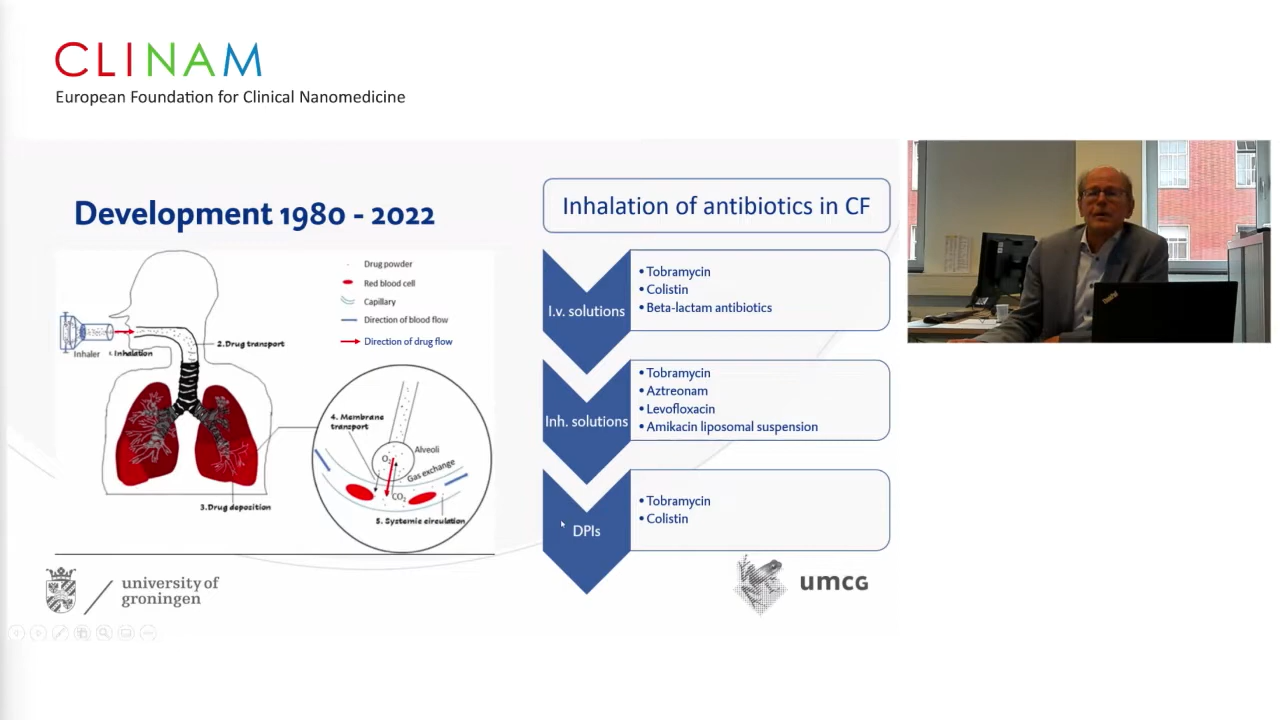 CLINAM
European Foundation for Clinical Nanomedicine
Development 1980 - 2022
Drug powder
Red blood cell
Capillary
Direction of blood flow
Direction of drug flow
Inhaler
1. Inhalation
2.Drug transport
3.Drug deposition
4. Membrane
transport
Alveoli
O2
Gas exchange
CO2
5. Systemic circulation
Inhalation of antibiotics in CF
I.v. solutions
• Tobramycin
• Colistin
• Beta-lactam antibiotics
Inh. solutions
• Tobramycin
• Aztreonam
• Levofloxacin
• Amikacin liposomal suspension
DPIs
• Tobramycin
• Colistin
university of
groningen
umcg
ThinkPad